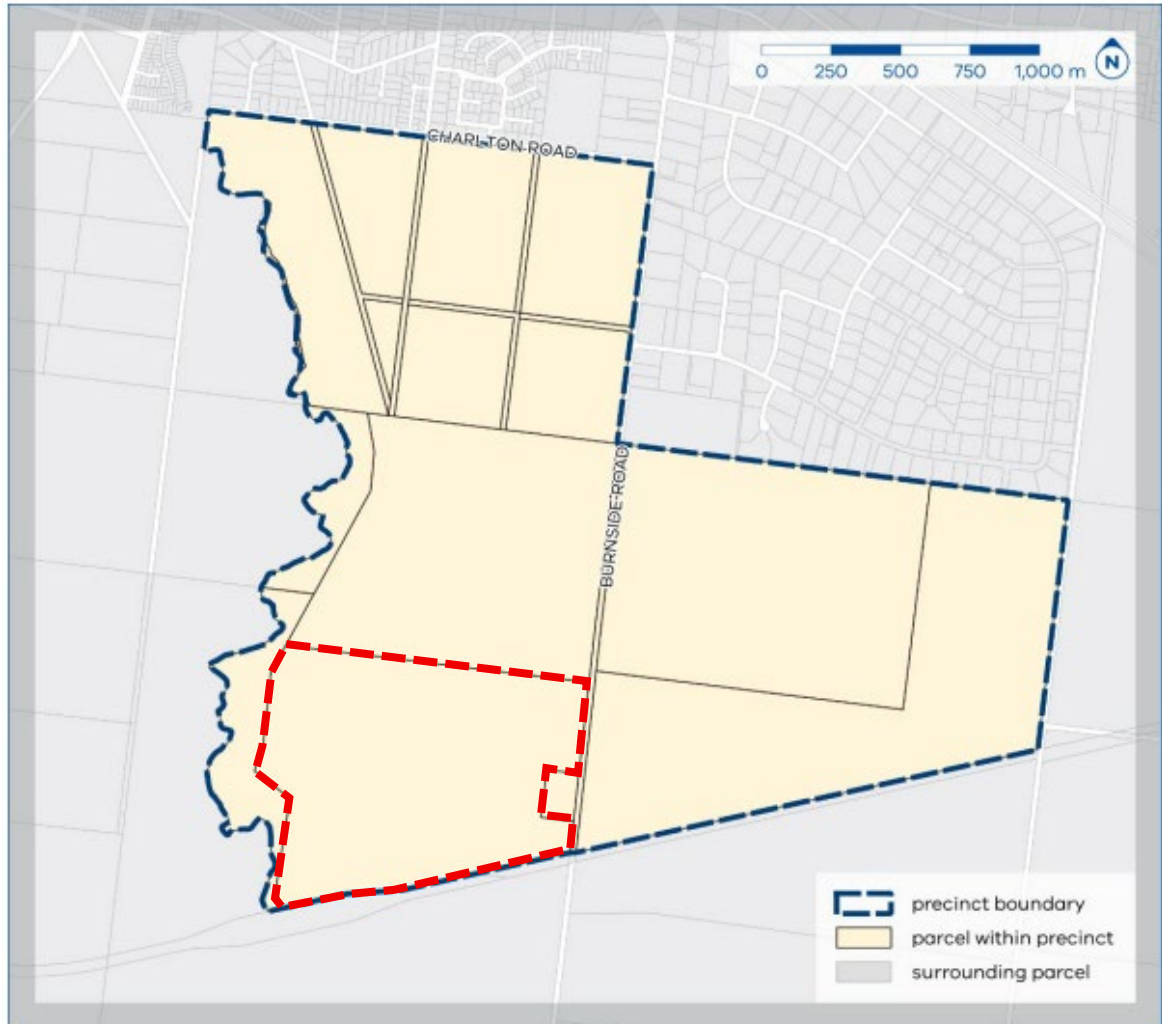 0 250 500 750 1,000 m
N
CHARLTON ROAD
BURNSIDE ROAD
precinct boundary
parcel within precinct
surrounding parcel